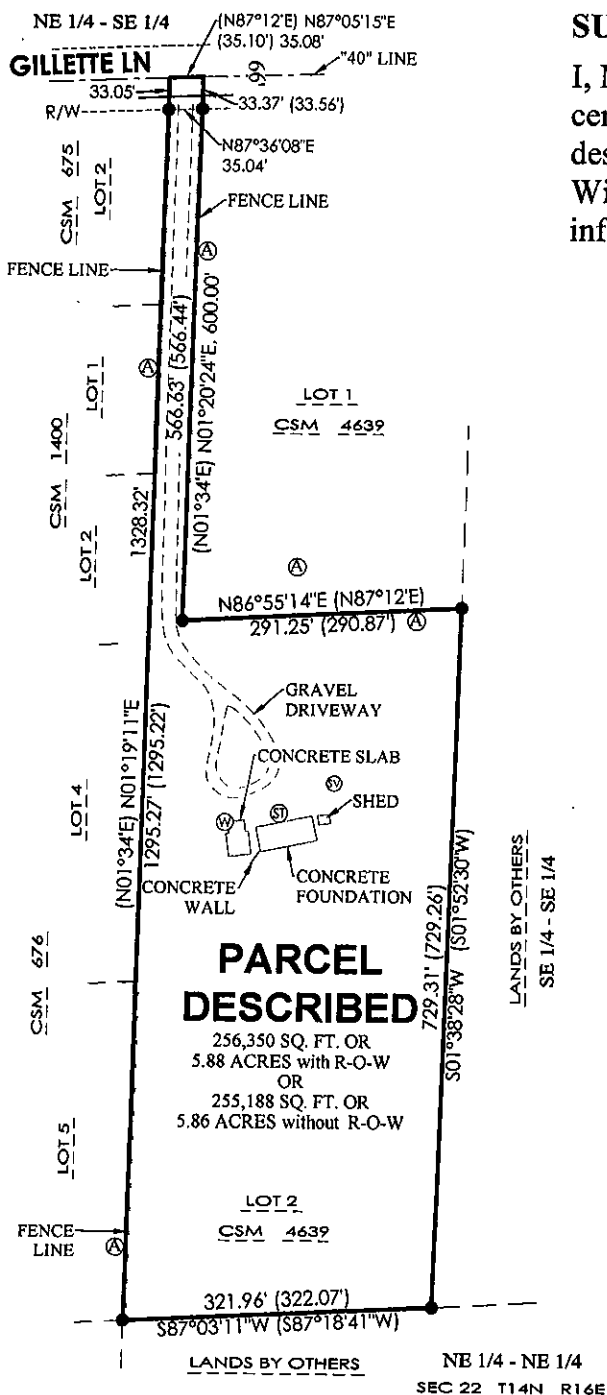 NE 1/4 - SE 1/4
(N87°12'E) N87°05'15"E
(35.10') 35.08'
"40" LINE
GILLETTE LN
66'
33.05'
33.37' (33.56')
R/W
N87°36'08"E
35.04'
CSM 675
LOT 2
FENCE LINE
A
FENCE LINE
566.63' (566.44')
(N01°34'E) N01°20'24"E, 600.00'
A
LOT 1
CSM 1400
LOT 2
LOT 1
CSM 4639
1328.32'
A
N86°55'14"E (N87°12'E)
291.25' (290.87')
A
GRAVEL
DRIVEWAY
CONCRETE SLAB
SV
SHED
W
ST
CONCRETE
WALL
CONCRETE
FOUNDATION
LOT 4
(N01°34'E) N01°19'11"E
1295.27' (1295.22')
CSM 676
LOT 5
PARCEL
DESCRIBED
256,350 SQ. FT. OR
5.88 ACRES with R-O-W
OR
255,188 SQ. FT. OR
5.86 ACRES without R-O-W
729.31' (729.26')
S01°38'28"W (S01°52'30"W)
LANDS BY OTHERS
SE 1/4 - SE 1/4
LOT 2
CSM 4639
FENCE
LINE
A
321.96' (322.07')
S87°03'11"W (S87°18'41"W)
LANDS BY OTHERS
NE 1/4 - NE 1/4
SEC 22 T14N R16E
SU
I,
cer
des
Wi
inf